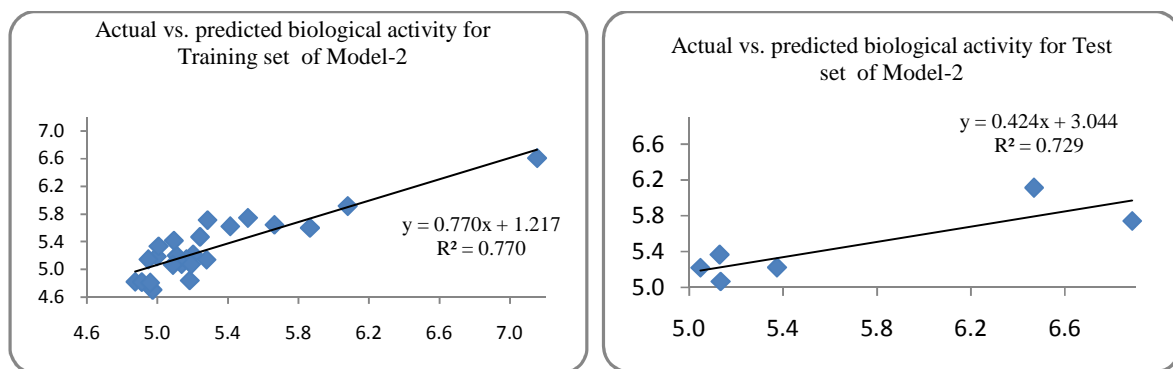 Actual vs. predicted biological activity for
Training set of Model-2
7.0
6.6
6.2
5.8
5.4
5.0
4.6
y = 0.770x + 1.217
R² = 0.770
4.6 5.0 5.4 5.8 6.2 6.6 7.0
Actual vs. predicted biological activity for Test
set of Model-2
y = 0.424x + 3.044
R² = 0.729
6.6
6.2
5.8
5.4
5.0
5.0 5.4 5.8 6.2 6.6